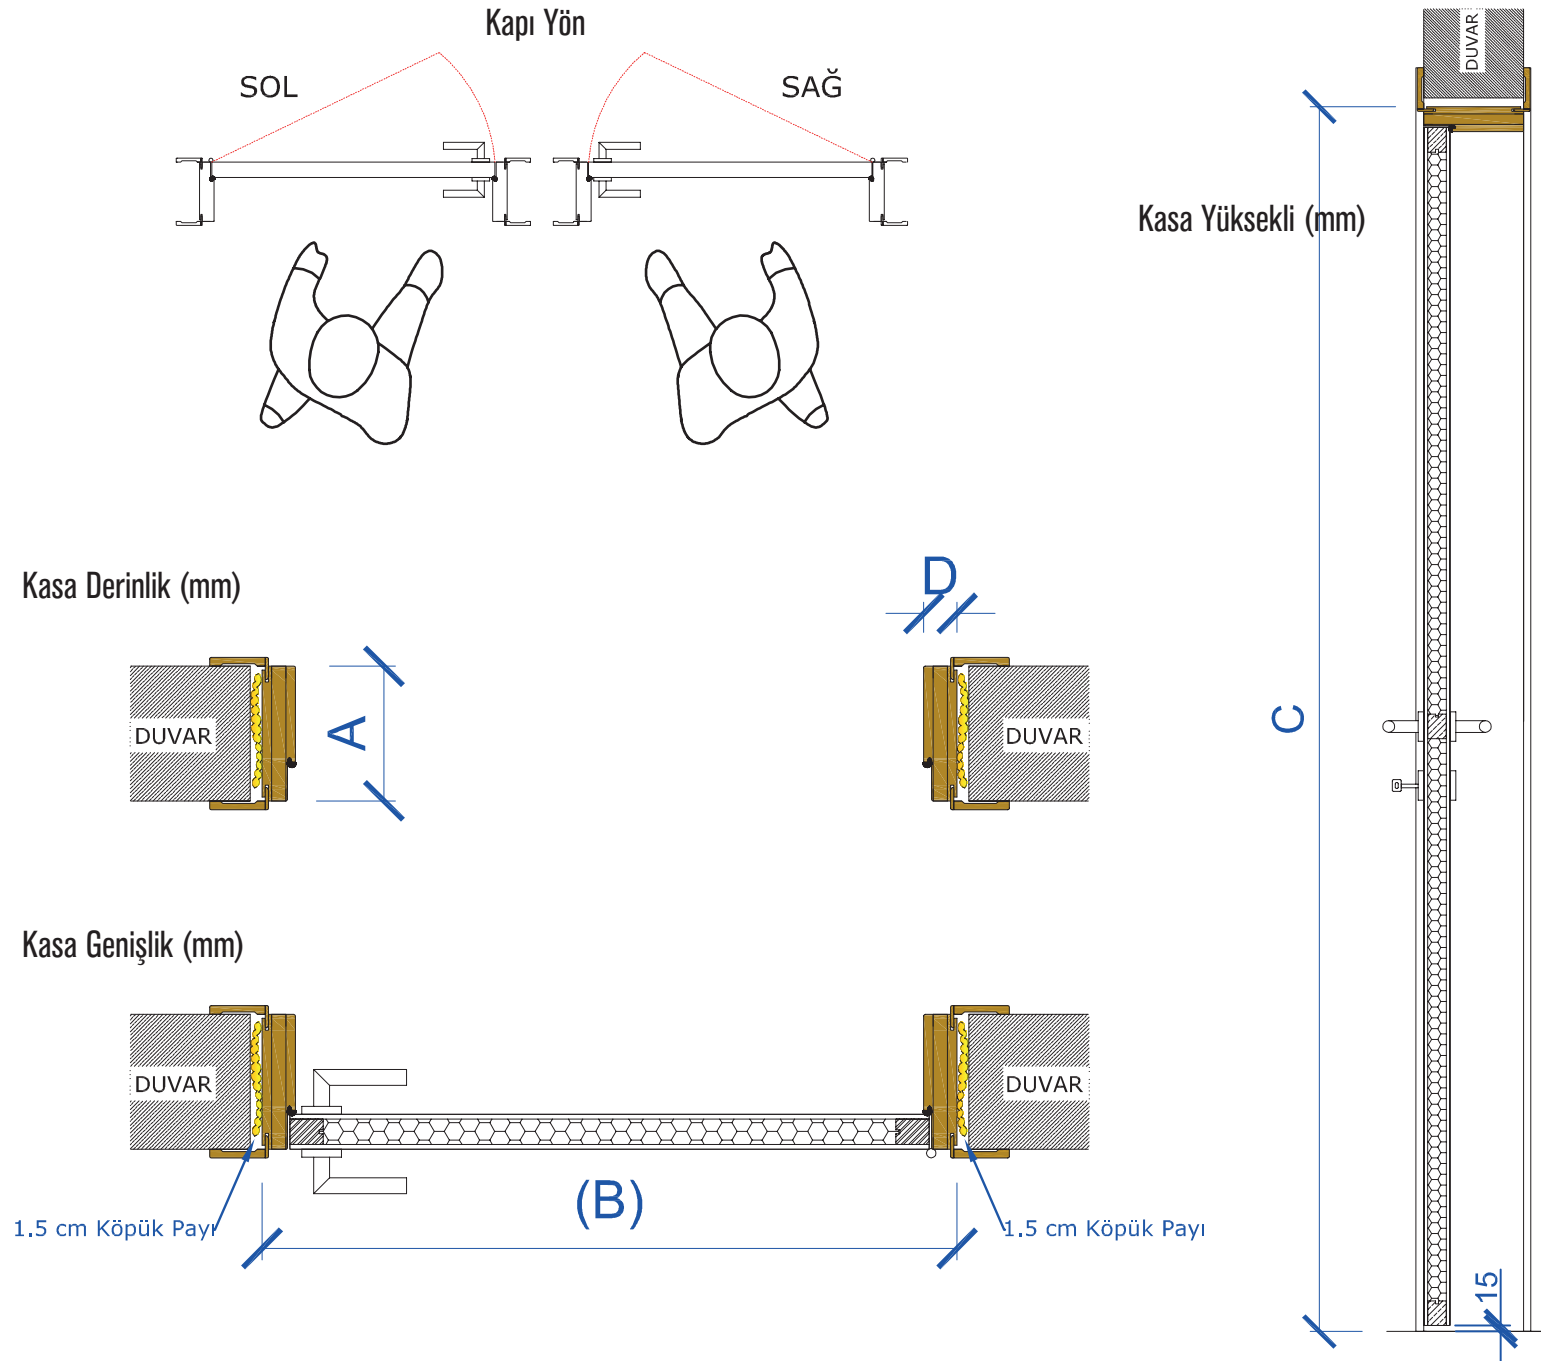 Kapı Yön
SOL
SAĞ
DUVAR
Kasa Yüksekli (mm)
Kasa Derinlik (mm)
D
DUVAR
A
DUVAR
C
Kasa Genişlik (mm)
DUVAR
DUVAR
(B)
1.5 cm Köpük Payı
1.5 cm Köpük Payı
15